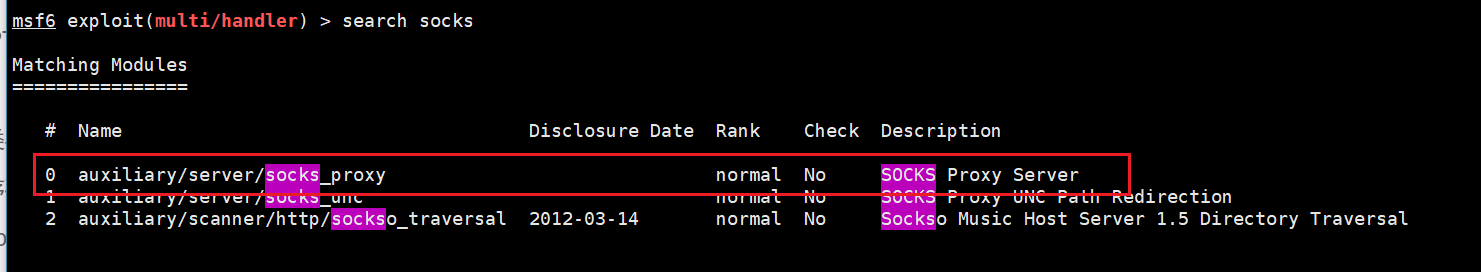 msf6 exploit(multi/handler) > search socks
Matching Modules
================
# Name Disclosure Date Rank Check Description
0 auxiliary/server/socks_proxy normal No SOCKS Proxy Server
1 auxiliary/server/socks_unc normal No SOCKS Proxy UNC Path Redirection
2 auxiliary/scanner/http/sockso_traversal 2012-03-14 normal No Sockso Music Host Server 1.5 Directory Traversal